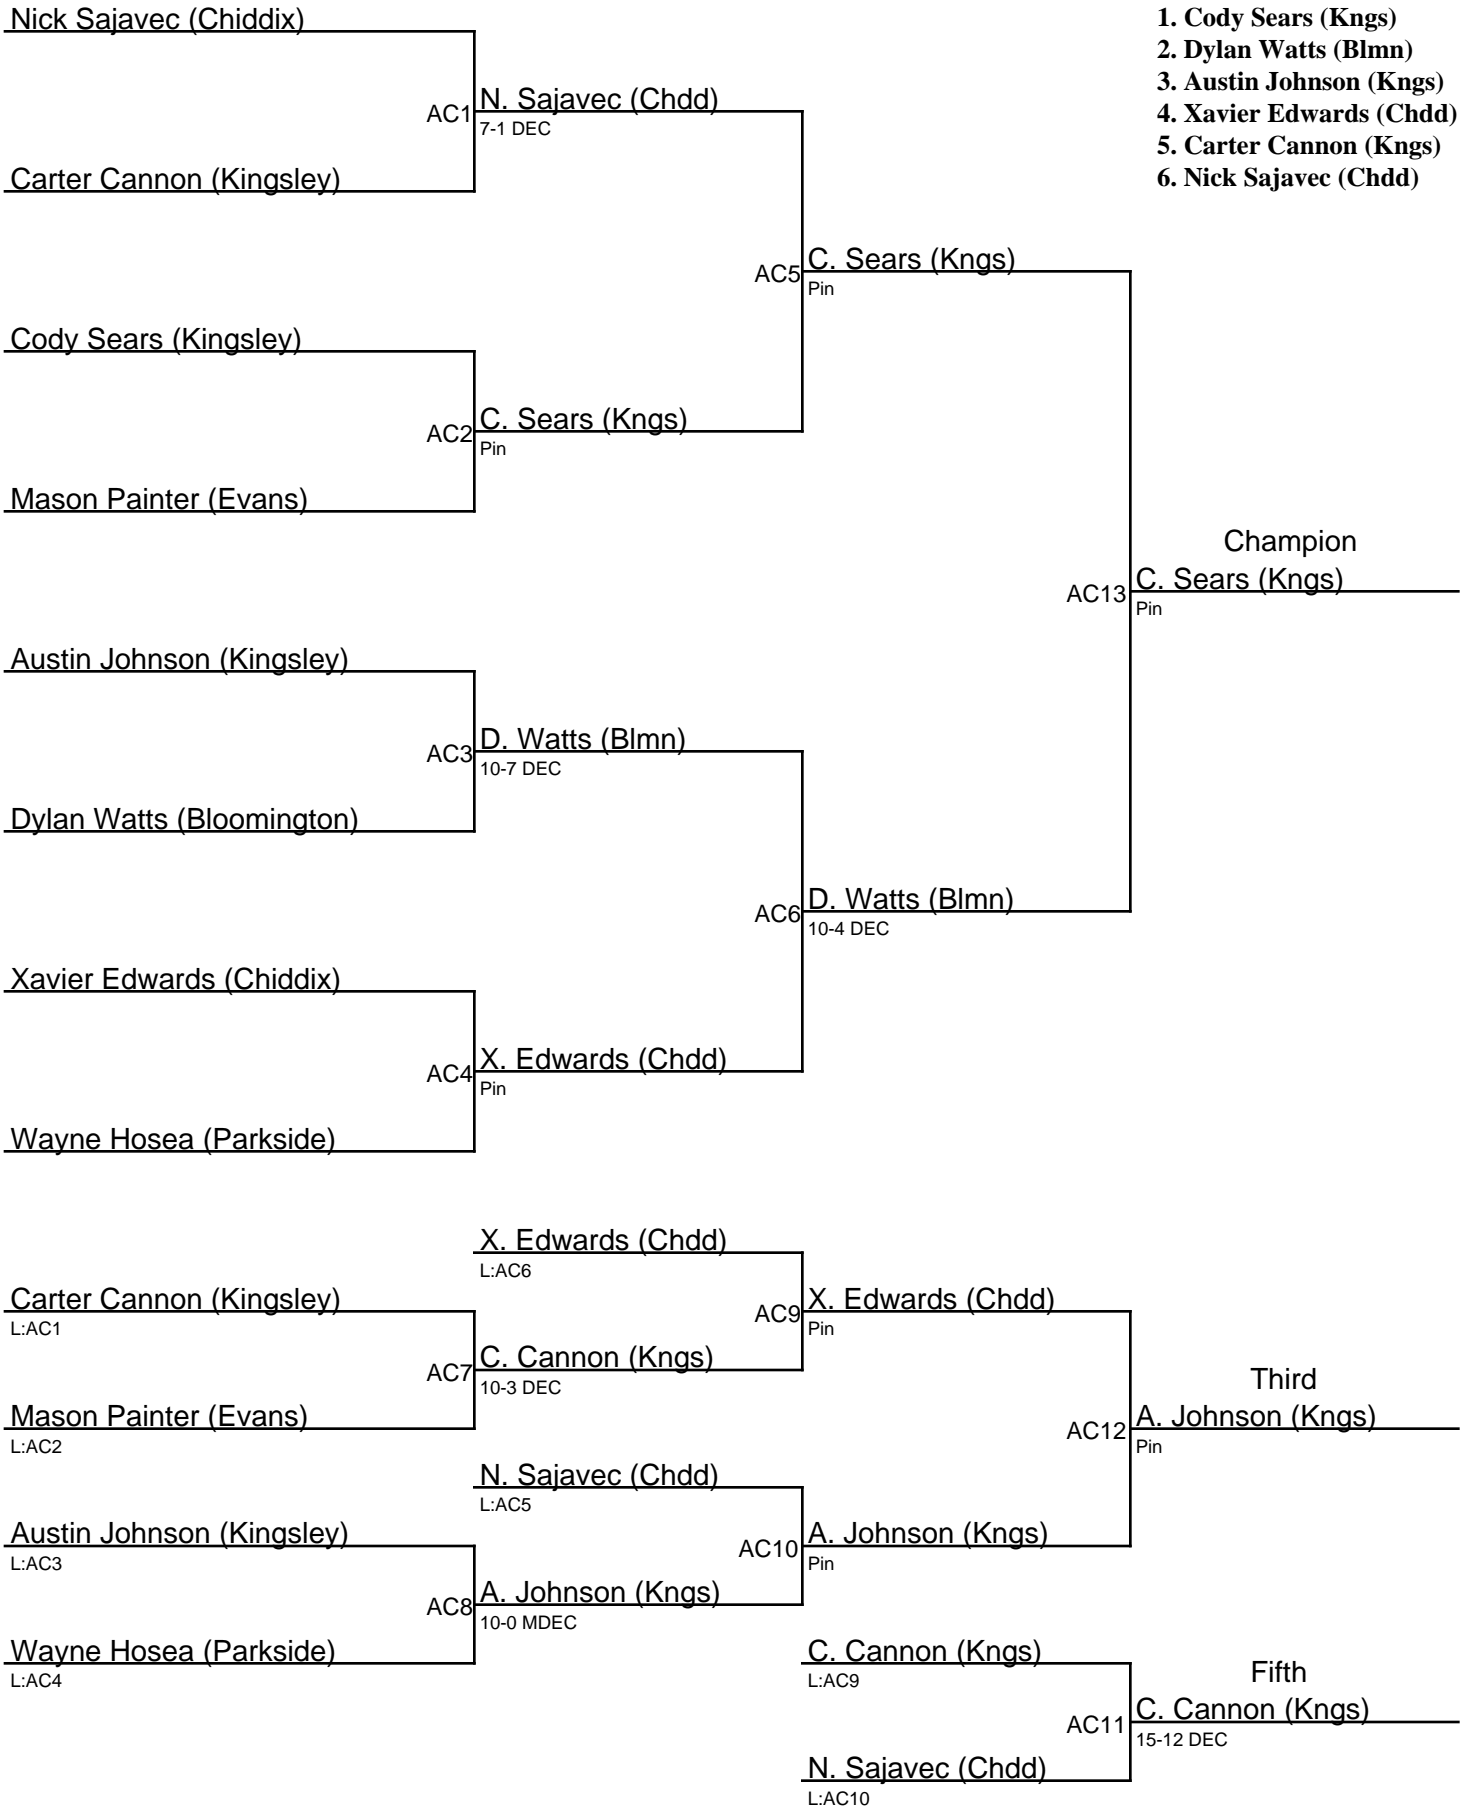 Nick Sajavec (Chiddix)
1. Cody Sears (Kngs)
2. Dylan Watts (Blmn)
3. Austin Johnson (Kngs)
4. Xavier Edwards (Chdd)
5. Carter Cannon (Kngs)
6. Nick Sajavec (Chdd)
AC1
N. Sajavec (Chdd)
7-1 DEC
Carter Cannon (Kingsley)
AC5
C. Sears (Kngs)
Pin
Cody Sears (Kingsley)
AC2
C. Sears (Kngs)
Pin
Mason Painter (Evans)
Champion
AC13
C. Sears (Kngs)
Pin
Austin Johnson (Kingsley)
AC3
D. Watts (Blmn)
10-7 DEC
Dylan Watts (Bloomington)
AC6
D. Watts (Blmn)
10-4 DEC
Xavier Edwards (Chiddix)
AC4
X. Edwards (Chdd)
Pin
Wayne Hosea (Parkside)
X. Edwards (Chdd)
L:AC6
Carter Cannon (Kingsley)
L:AC1
AC9
X. Edwards (Chdd)
Pin
AC7
C. Cannon (Kngs)
10-3 DEC
Mason Painter (Evans)
L:AC2
Third
AC12
A. Johnson (Kngs)
Pin
N. Sajavec (Chdd)
L:AC5
Austin Johnson (Kingsley)
L:AC3
AC10
A. Johnson (Kngs)
Pin
AC8
A. Johnson (Kngs)
10-0 MDEC
Wayne Hosea (Parkside)
L:AC4
C. Cannon (Kngs)
L:AC9
Fifth
AC11
C. Cannon (Kngs)
15-12 DEC
N. Sajavec (Chdd)
L:AC10